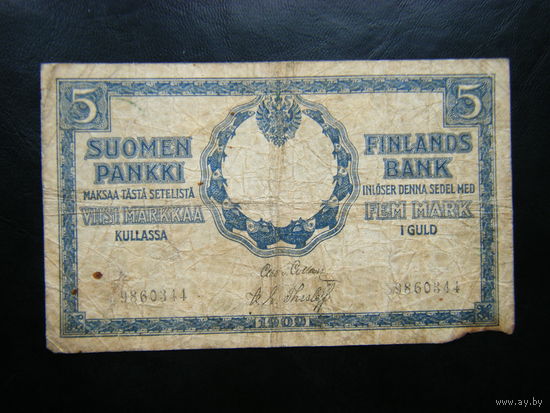 5 5
SUOMEN
PANKKI
MAKSAA TÄSTÄ SETELISTÄ
VIISI MARKKAA
KULLASSA
FINLANDS
BANK
INLÖSER DENNA SEDEL MED
FEM MARK
I GULD
9860344 9860344
1909
www.ay.by